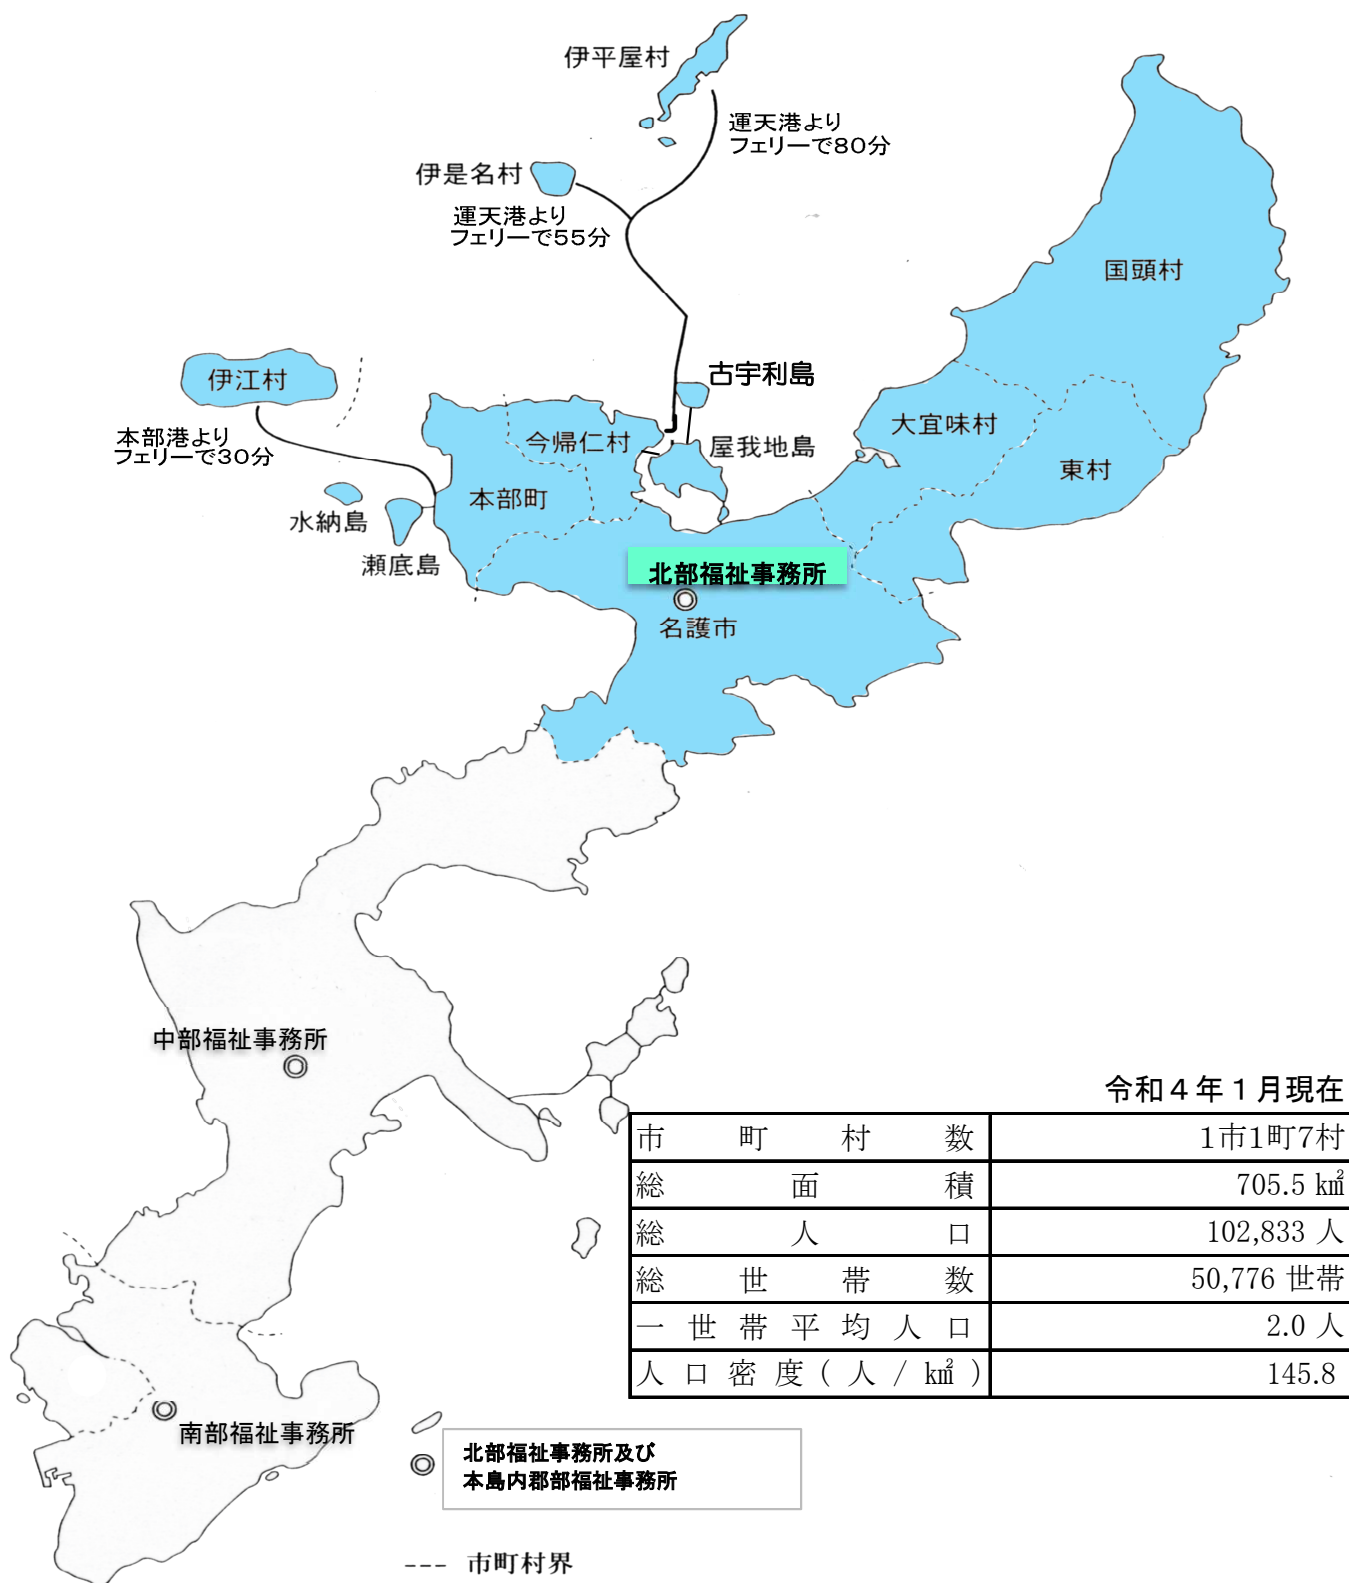 伊平屋村
運天港より
フェリーで80分
伊是名村
運天港より
フェリーで55分
国頭村
伊江村
古宇利島
本部港より
フェリーで30分
今帰仁村
屋我地島
大宜味村
東村
本部町
水納島
瀬底島
北部福祉事務所
名護市
中部福祉事務所
令和4年1月現在
市町村数 1市1町7村
総面積 705.5 ㎢
総人口 102,833 人
総世帯数 50,776 世帯
一世帯平均人口 2.0 人
人口密度(人/㎢) 145.8
南部福祉事務所
北部福祉事務所及び
本島内郡部福祉事務所
--- 市町村界